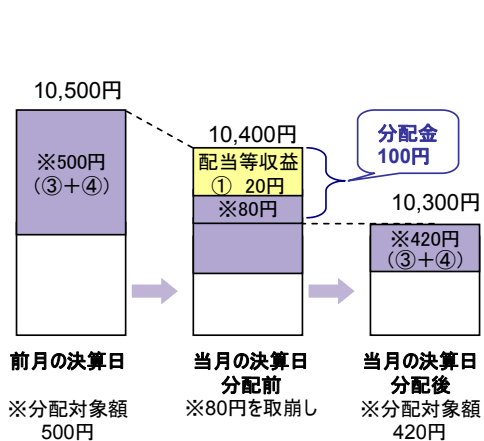 10,500円
※500円
(③+④)
10,400円
配当等収益
① 20円
※80円
分配金
100円
10,300円
※420円
(③+④)
前月の決算日
※分配対象額
500円
当月の決算日
分配前
※80円を取崩し
当月の決算日
分配後
※分配対象額
420円